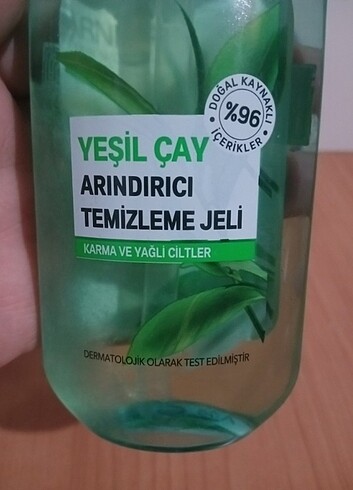 DOĞAL KAYNAKLI
%96
İÇERİKLER
YEŞİL ÇAY
ARINDIRICI
TEMİZLEME JELİ
KARMA VE YAĞLI CİLTLER
DERMATOLOJİK OLARAK TEST EDİLMİŞTİR